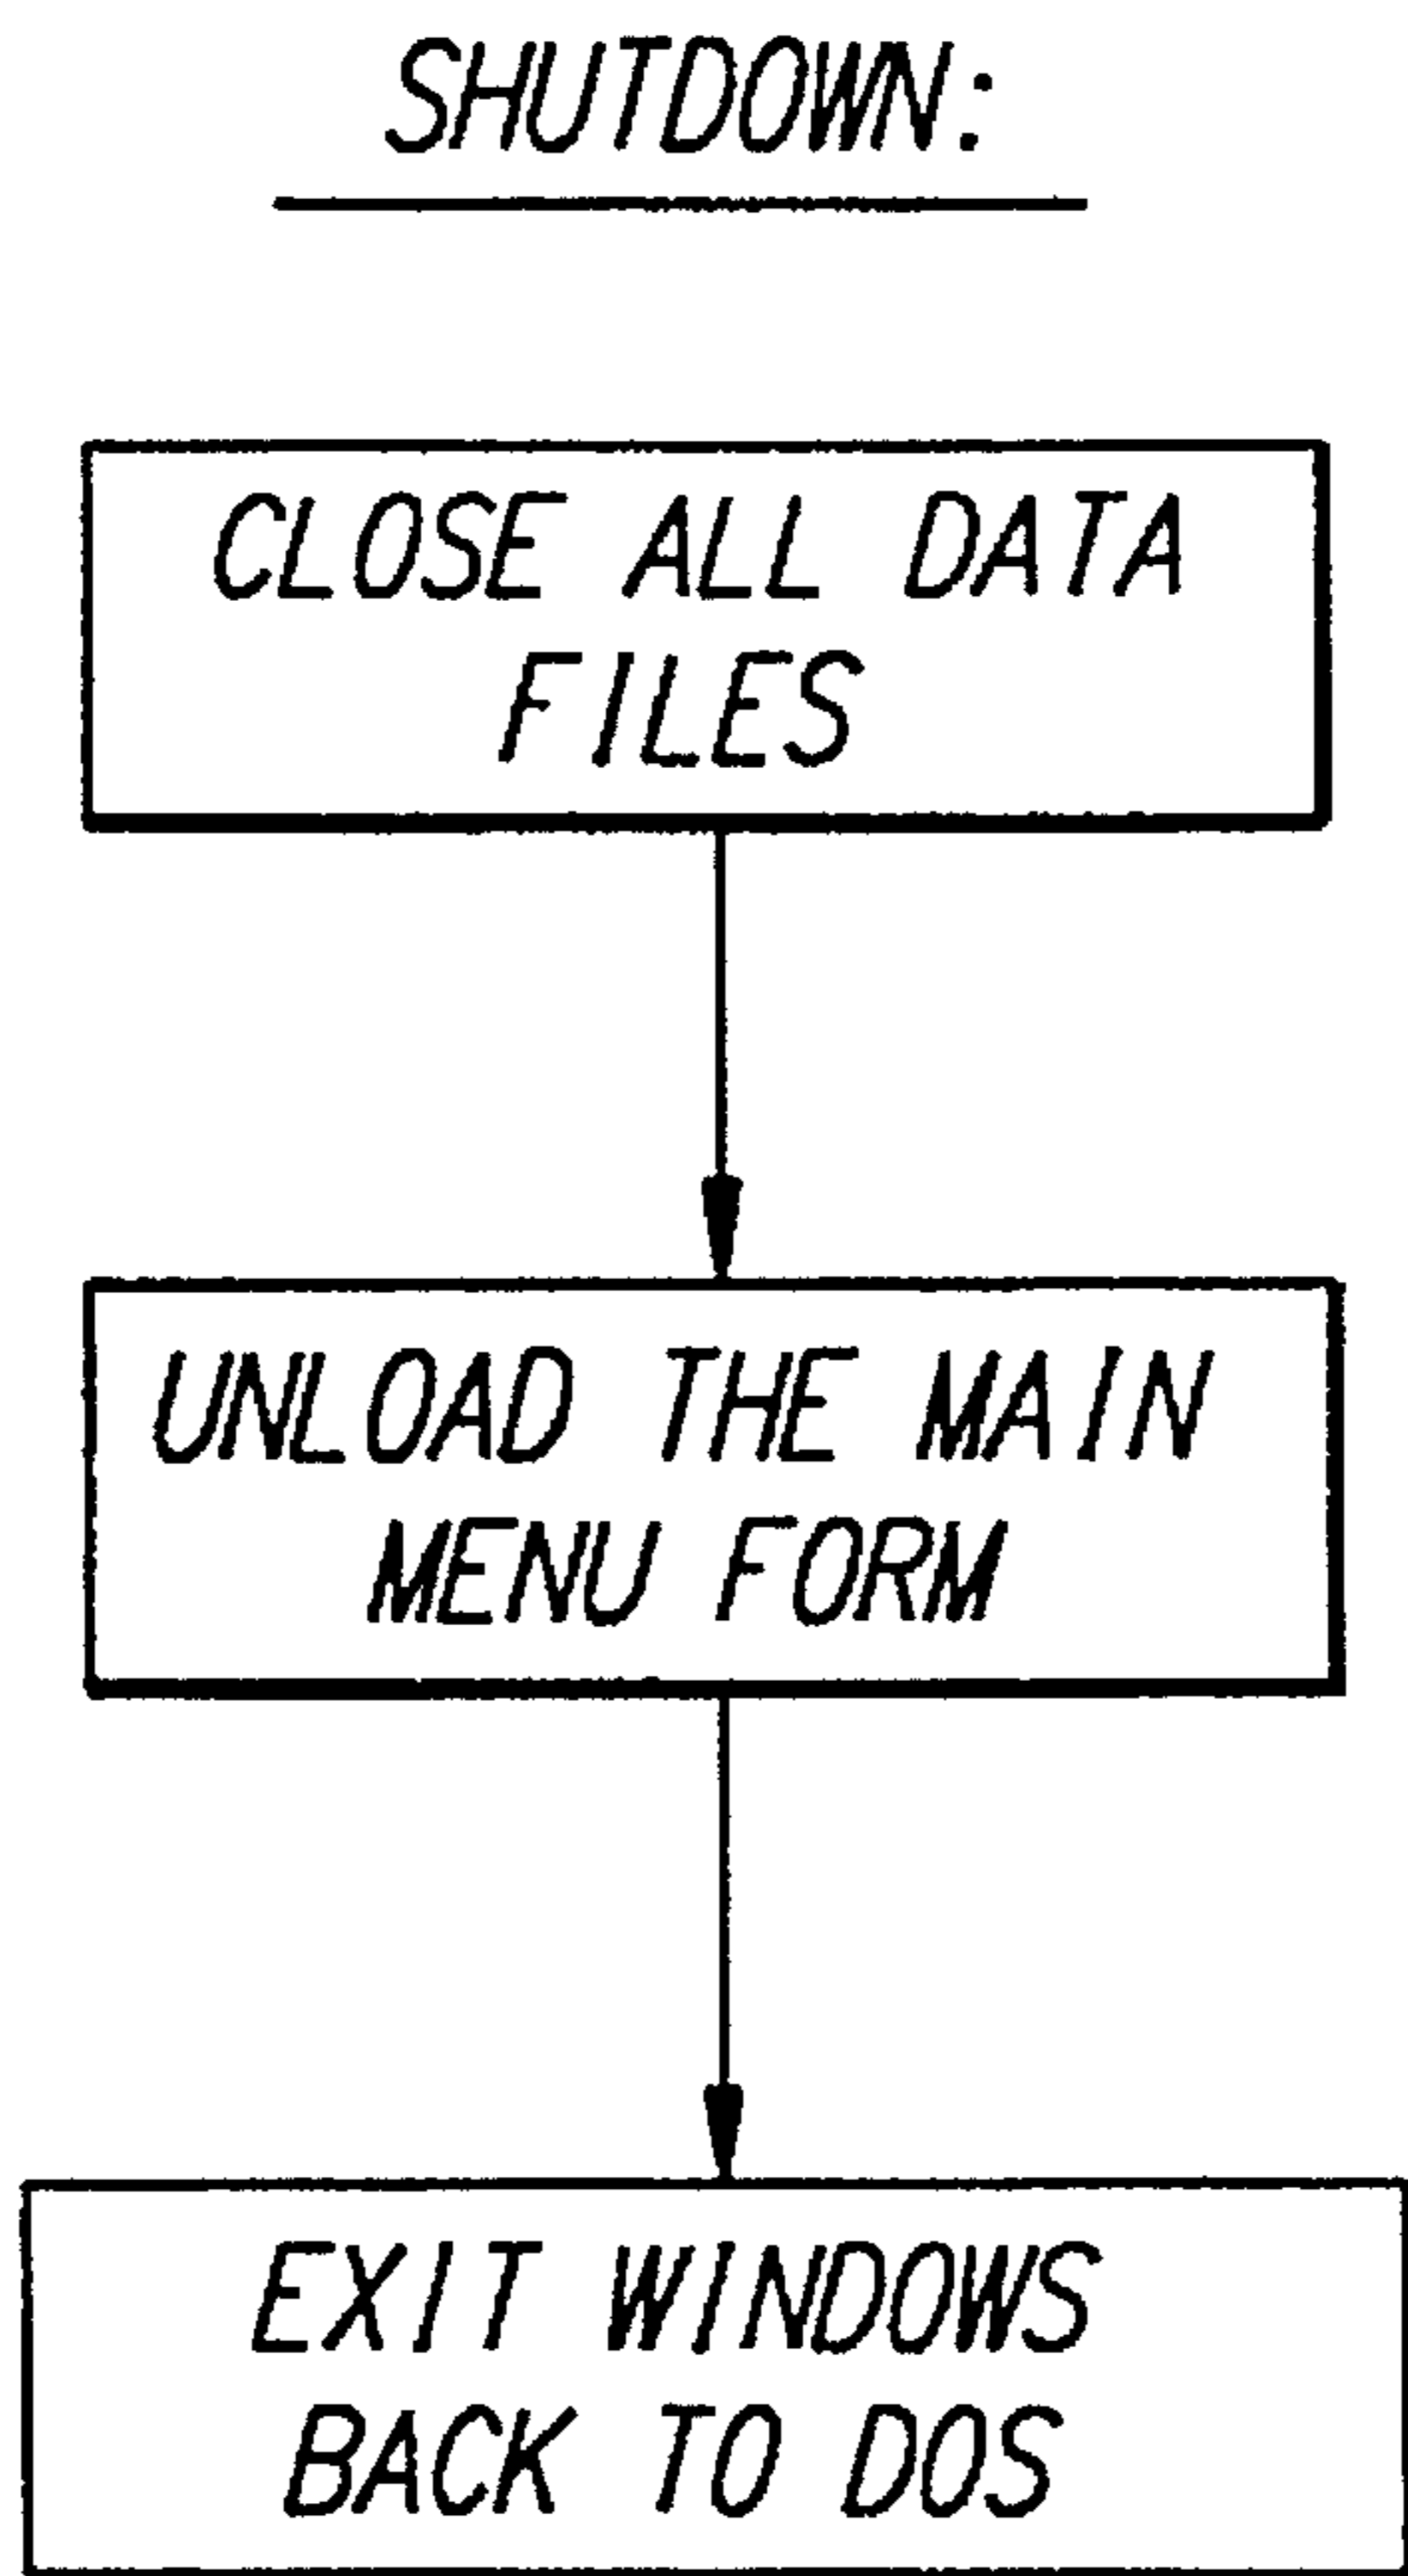 SHUTDOWN:
CLOSE ALL DATA
FILES
UNLOAD THE MAIN
MENU FORM
EXIT WINDOWS
BACK TO DOS